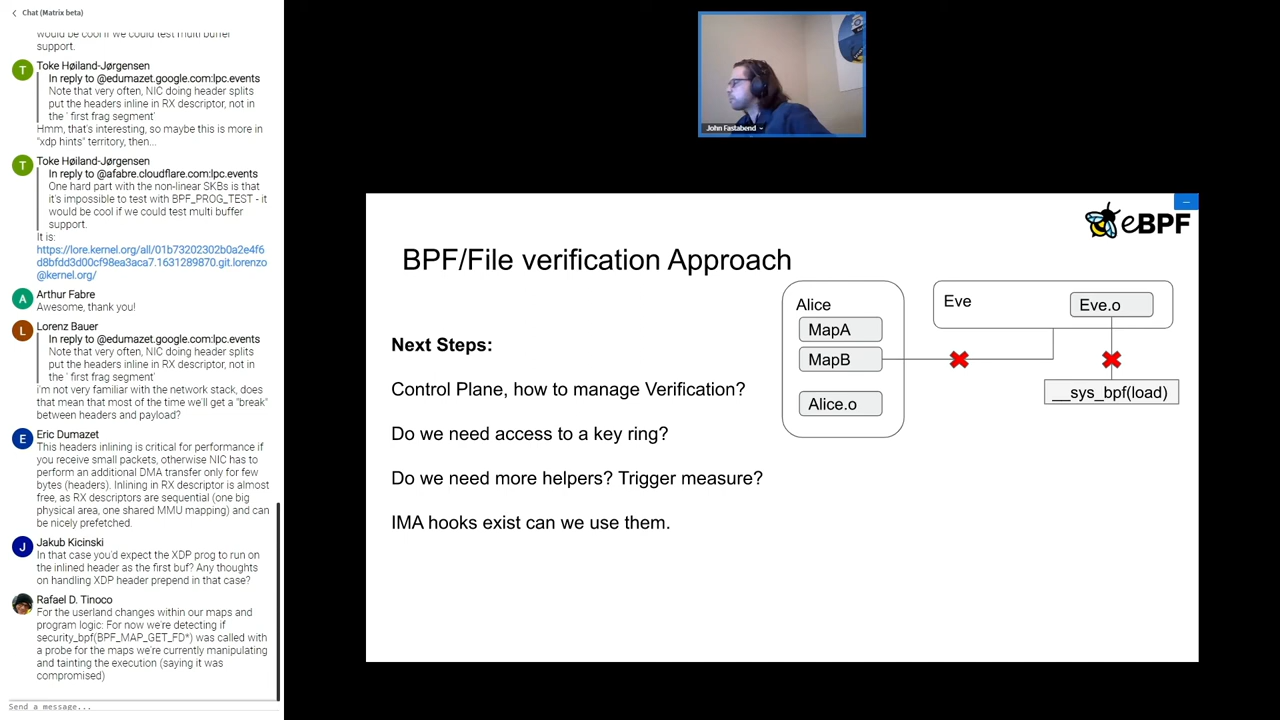 Chat (Matrix beta)
would be cool if we could test multi buffer
support.
T
Toke Høiland-Jørgensen
In reply to @edumazet.google.com:lpc.events
Note that very often, NIC doing header splits
put the headers inline in RX descriptor, not in
the ' first frag segment'
Hmm, that's interesting, so maybe this is more in
"xdp hints" territory, then...
T
Toke Høiland-Jørgensen
In reply to @afabre.cloudflare.com:lpc.events
One hard part with the non-linear SKBs is that
it's impossible to test with BPF_PROG_TEST - it
would be cool if we could test multi buffer
support.
It is:
https://lore.kernel.org/all/01b73202302b0a2e4f6
d8bfdd3d00cf98ea3aca7.1631289870.git.lorenzo
@kernel.org/
A
Arthur Fabre
Awesome, thank you!
L
Lorenz Bauer
In reply to @edumazet.google.com:lpc.events
Note that very often, NIC doing header splits
put the headers inline in RX descriptor, not in
the ' first frag segment'
i'm not very familiar with the network stack, does
that mean that most of the time we'll get a "break"
between headers and payload?
E
Eric Dumazet
This headers inlining is critical for performance if
you receive small packets, otherwise NIC has to
perform an additional DMA transfer only for few
bytes (headers). Inlining in RX descriptor is almost
free, as RX descriptors are sequential (one big
physical area, one shared MMU mapping) and can
be nicely prefetched.
J
Jakub Kicinski
In that case you'd expect the XDP prog to run on
the inlined header as the first buf? Any thoughts
on handling XDP header prepend in that case?
Rafael D. Tinoco
For the userland changes within our maps and
program logic: For now we're detecting if
security_bpf(BPF_MAP_GET_FD*) was called with
a probe for the maps we're currently manipulating
and tainting the execution (saying it was
compromised)
Send a message...
John Fastabend
eBPF
BPF/File verification Approach
Next Steps:
Control Plane, how to manage Verification?
Do we need access to a key ring?
Do we need more helpers? Trigger measure?
IMA hooks exist can we use them.
Alice
MapA
MapB
Alice.o
Eve
Eve.o
__sys_bpf(load)